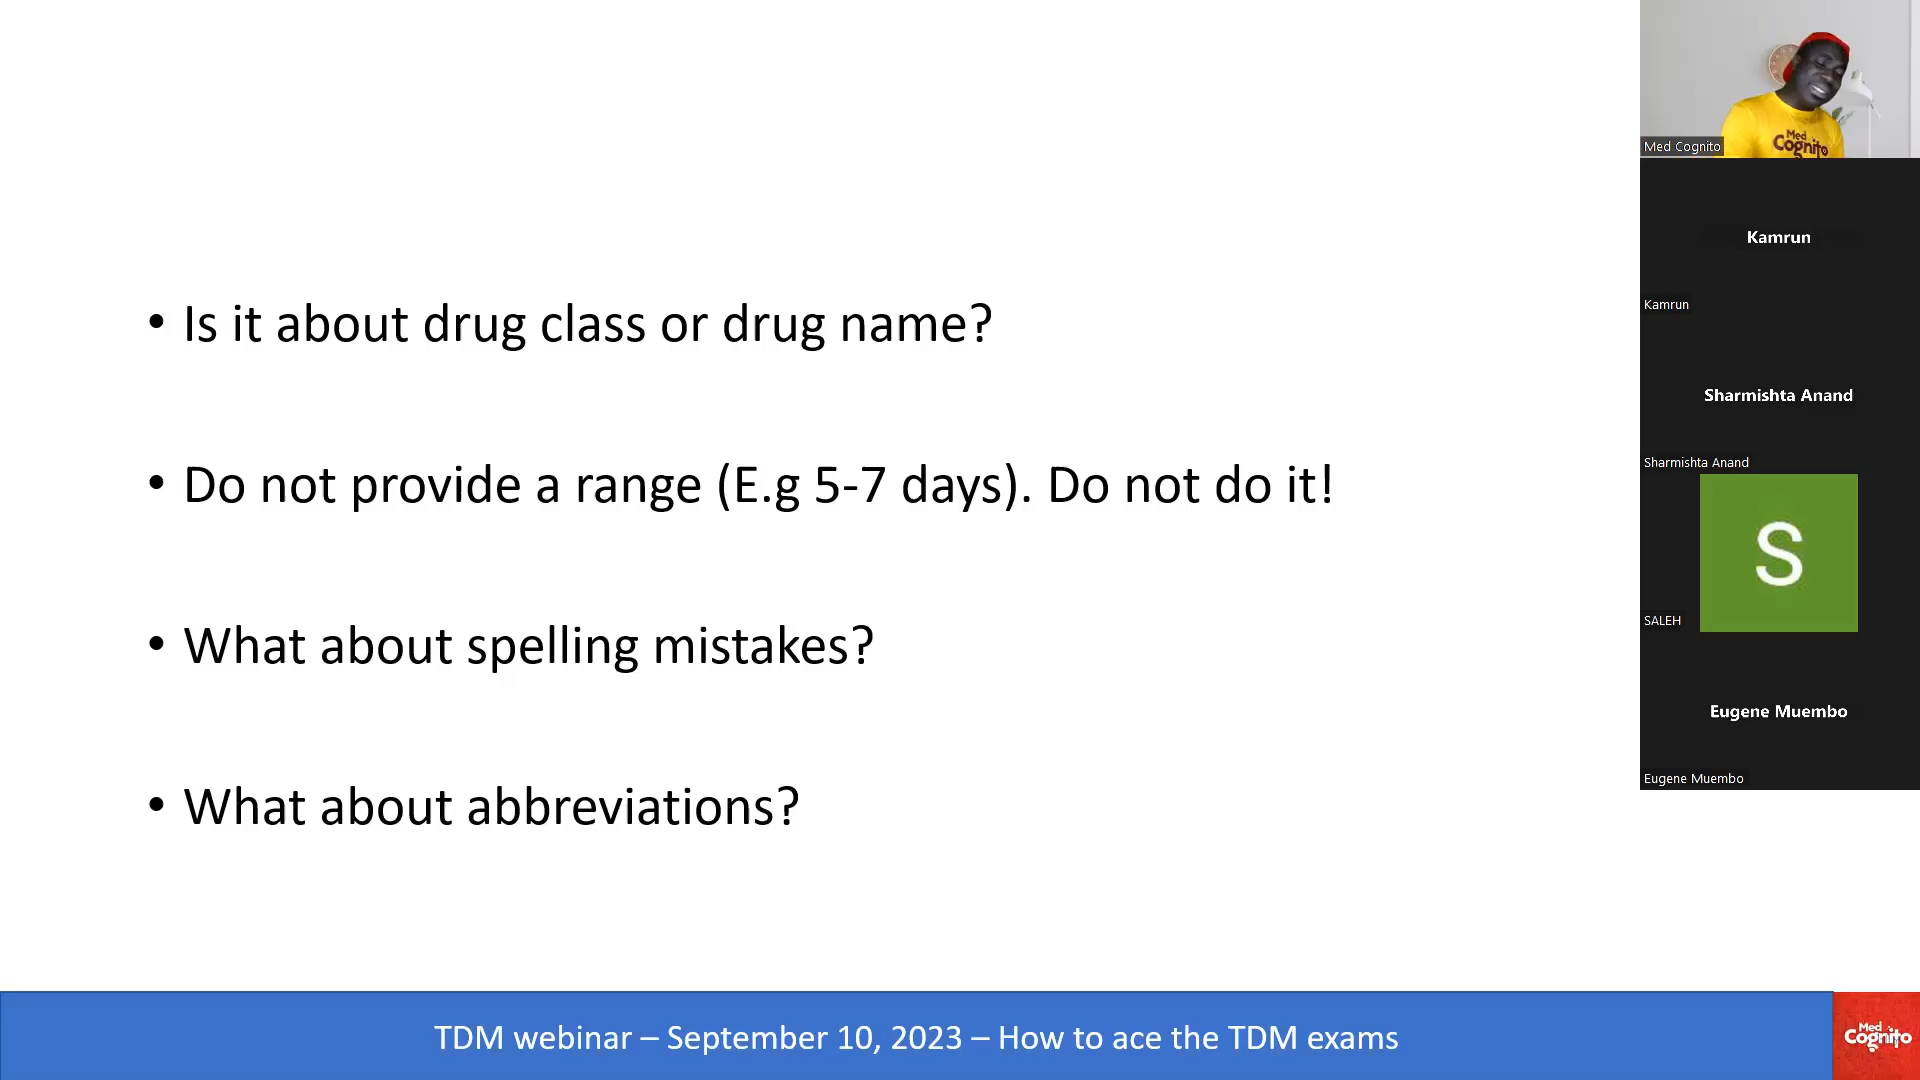 • Is it about drug class or drug name?
• Do not provide a range (E.g 5-7 days). Do not do it!
• What about spelling mistakes?
• What about abbreviations?
TDM webinar – September 10, 2023 – How to ace the TDM exams
Med
Cognito
Med
Cognito
Med Cognito
Kamrun
Kamrun
Sharmishta Anand
Sharmishta Anand
S
SALEH
Eugene Muembo
Eugene Muembo